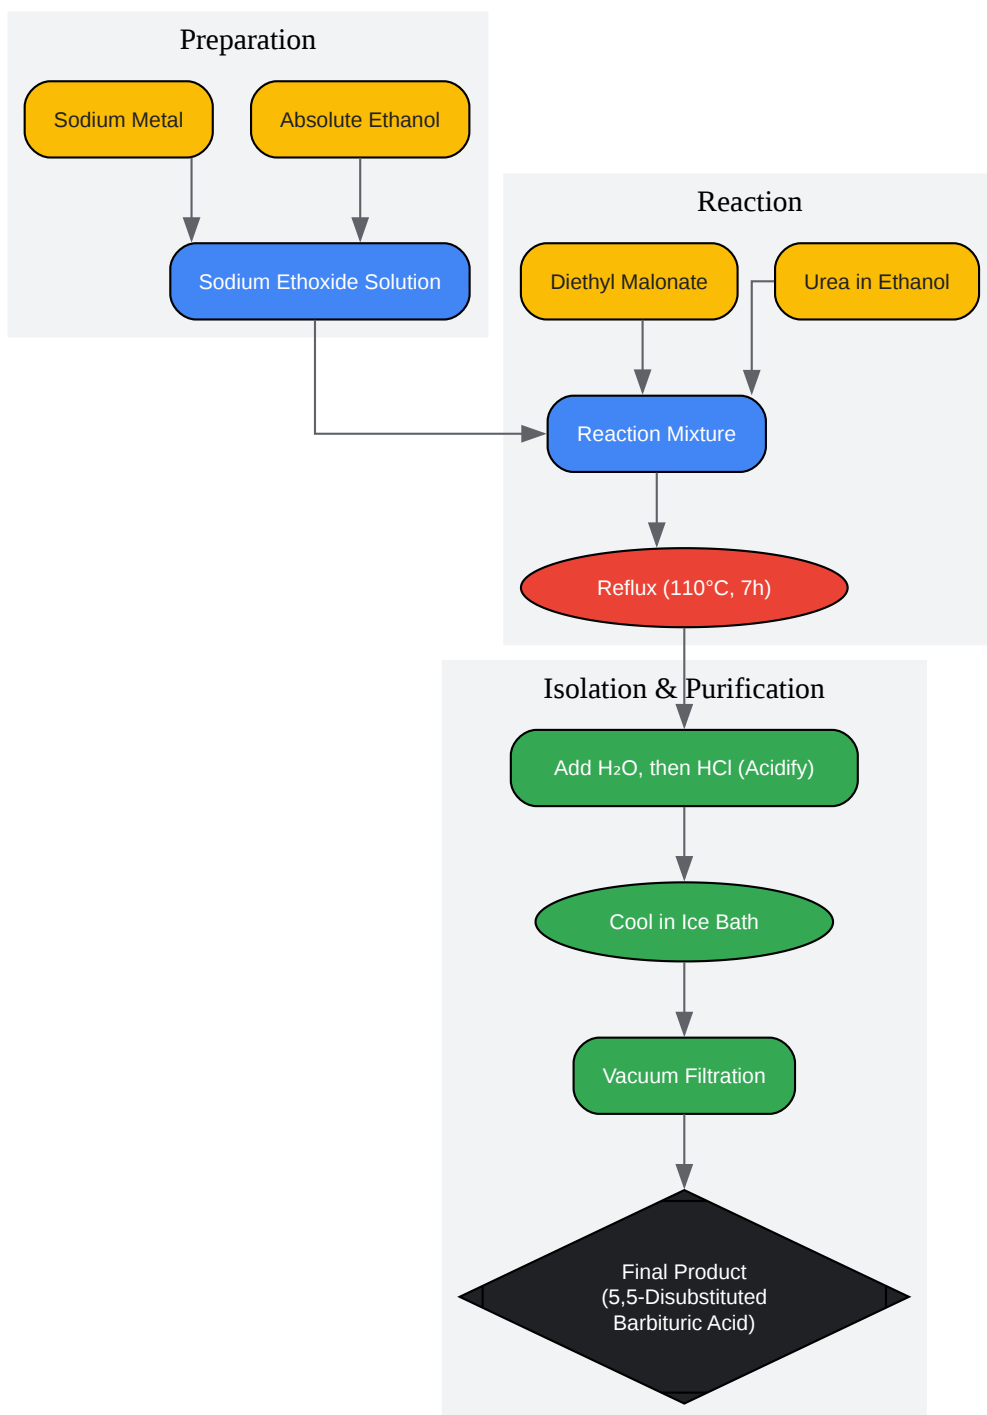 Preparation
Sodium Metal
Absolute Ethanol
Sodium Ethoxide Solution
Reaction
Diethyl Malonate
Urea in Ethanol
Reaction Mixture
Reflux (110°C, 7h)
Isolation & Purification
Add H₂O, then HCl (Acidify)
Cool in Ice Bath
Vacuum Filtration
Final Product
(5,5-Disubstituted
Barbituric Acid)